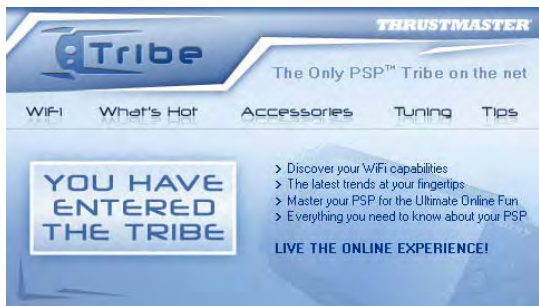 THRUSTMASTER
Tribe
The Only PSP™ Tribe on the net
WiFi What's Hot Accessories Tuning Tips
YOU HAVE
ENTERED
THE TRIBE
> Discover your WiFi capabilities
> The latest trends at your fingertips
> Master your PSP for the Ultimate Online Fun
> Everything you need to know about your PSP
LIVE THE ONLINE EXPERIENCE!